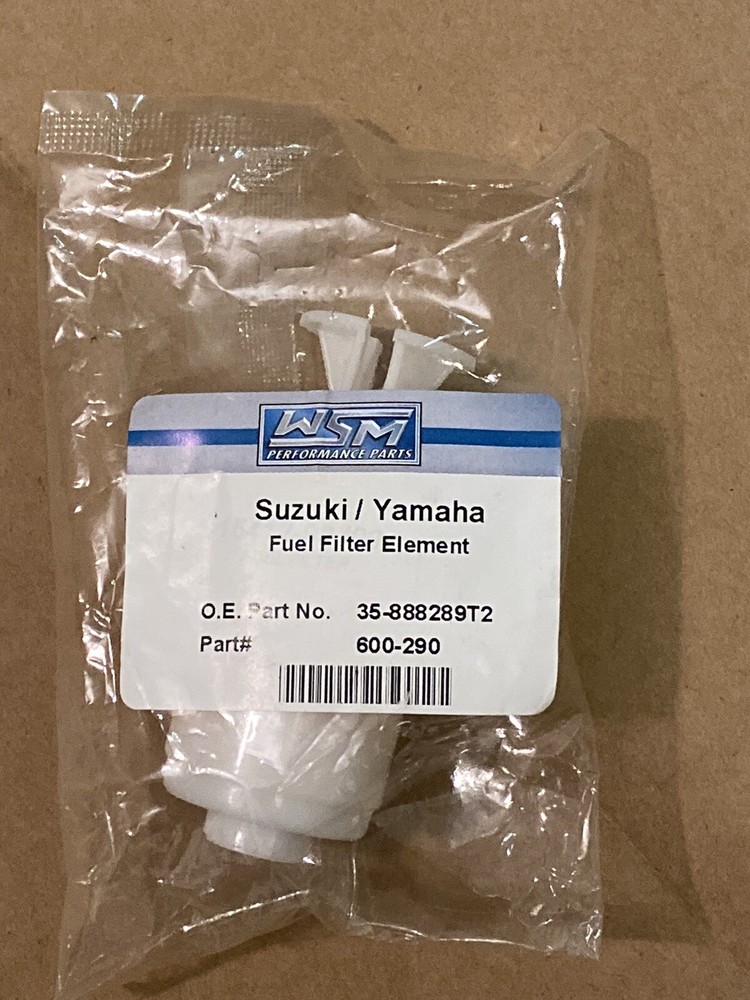 WSM
PERFORMANCE PARTS
Suzuki / Yamaha
Fuel Filter Element
O.E. Part No. 35-888289T2
Part# 600-290